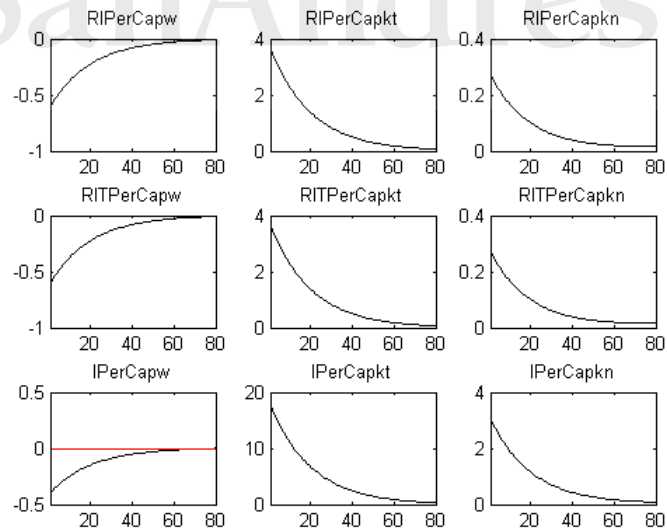 SanAndrés
RIPerCapw RIPerCapkt RIPerCapkn
0 4 0.4
-0.5 2 0.2
-1 0 0
20 40 60 80 20 40 60 80 20 40 60 80
RITPerCapw RITPerCapkt RITPerCapkn
0 4 0.4
-0.5 2 0.2
-1 0 0
20 40 60 80 20 40 60 80 20 40 60 80
IPerCapw IPerCapkt IPerCapkn
0.5 20 4
0 10 2
-0.5 0 0
20 40 60 80 20 40 60 80 20 40 60 80